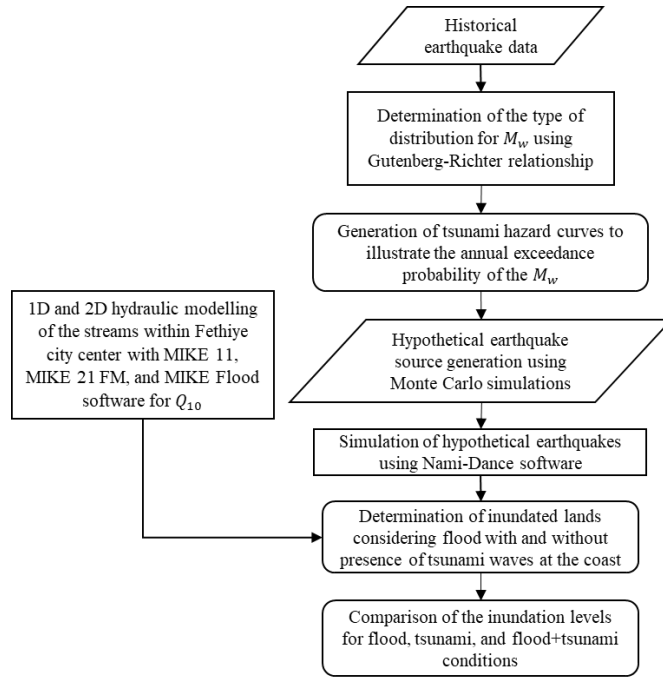 Historical
earthquake data
Determination of the type of
distribution for M_w using
Gutenberg-Richter relationship
Generation of tsunami hazard curves to
illustrate the annual exceedance
probability of the M_w
1D and 2D hydraulic modelling
of the streams within Fethiye
city center with MIKE 11,
MIKE 21 FM, and MIKE Flood
software for Q_10
Hypothetical earthquake
source generation using
Monte Carlo simulations
Simulation of hypothetical earthquakes
using Nami-Dance software
Determination of inundated lands
considering flood with and without
presence of tsunami waves at the coast
Comparison of the inundation levels
for flood, tsunami, and flood+tsunami
conditions